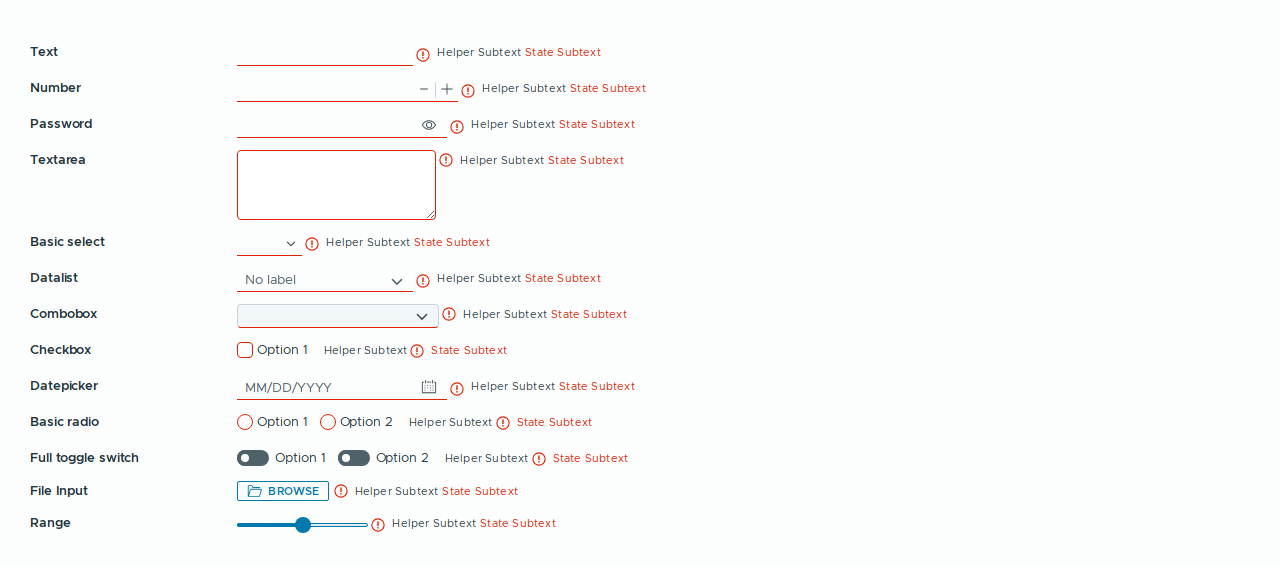 Text Helper Subtext State Subtext
Number Helper Subtext State Subtext
Password Helper Subtext State Subtext
Textarea Helper Subtext State Subtext
Basic select Helper Subtext State Subtext
Datalist No label Helper Subtext State Subtext
Combobox Helper Subtext State Subtext
Checkbox Option 1 Helper Subtext State Subtext
Datepicker MM/DD/YYYY Helper Subtext State Subtext
Basic radio Option 1 Option 2 Helper Subtext State Subtext
Full toggle switch Option 1 Option 2 Helper Subtext State Subtext
File Input BROWSE Helper Subtext State Subtext
Range Helper Subtext State Subtext